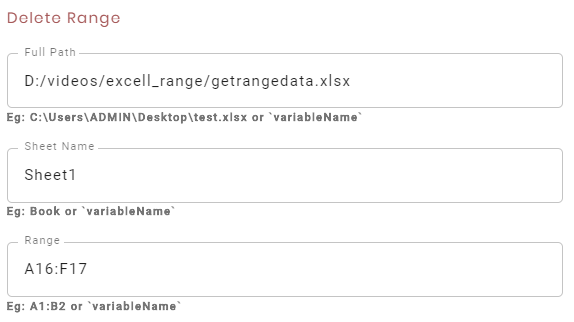 Delete Range
Full Path
D:/videos/excell_range/getrangedata.xlsx
Eg: C:\Users\ADMIN\Desktop\test.xlsx or `variableName`
Sheet Name
Sheet1
Eg: Book or `variableName`
Range
A16:F17
Eg: A1:B2 or `variableName`